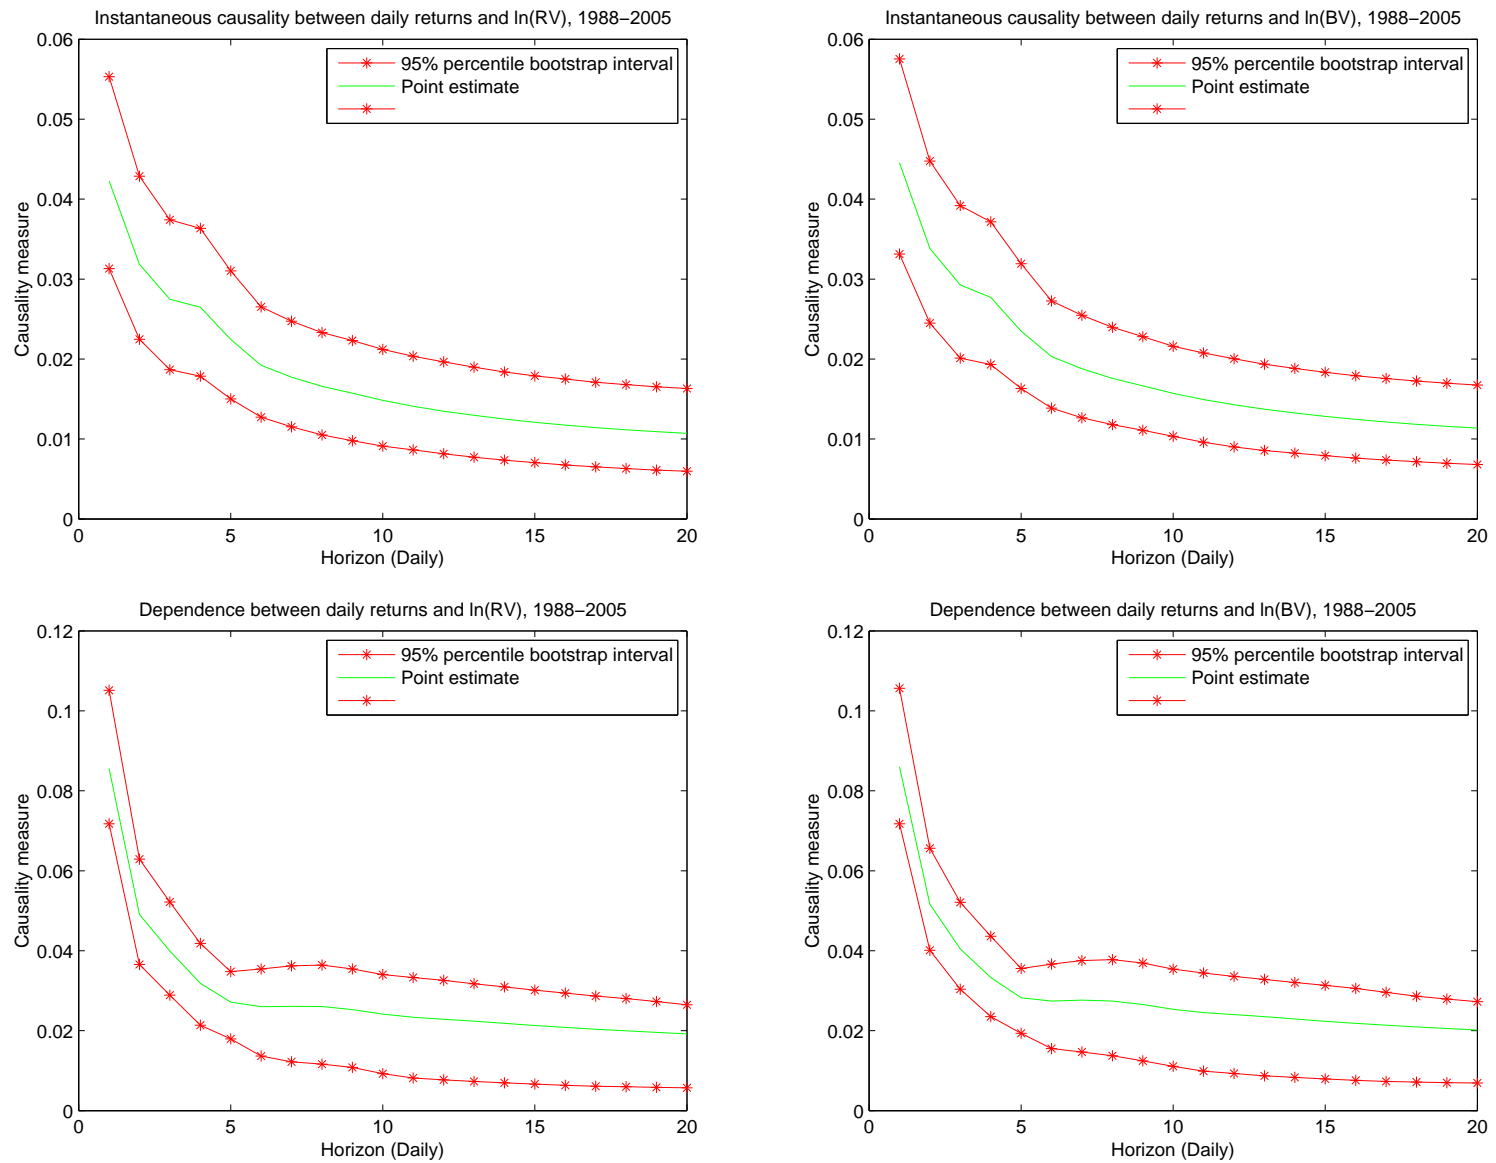 Instantaneous causality between daily returns and ln(RV), 1988−2005
0.06
0.05
0.04
0.03
0.02
0.01
0
Causality measure
95% percentile bootstrap interval
Point estimate
0
5
10
15
20
Horizon (Daily)
Instantaneous causality between daily returns and ln(BV), 1988−2005
0.06
0.05
0.04
0.03
0.02
0.01
0
Causality measure
95% percentile bootstrap interval
Point estimate
0
5
10
15
20
Horizon (Daily)
Dependence between daily returns and ln(RV), 1988−2005
0.12
0.1
0.08
0.06
0.04
0.02
0
Causality measure
95% percentile bootstrap interval
Point estimate
0
5
10
15
20
Horizon (Daily)
Dependence between daily returns and ln(BV), 1988−2005
0.12
0.1
0.08
0.06
0.04
0.02
0
Causality measure
95% percentile bootstrap interval
Point estimate
0
5
10
15
20
Horizon (Daily)